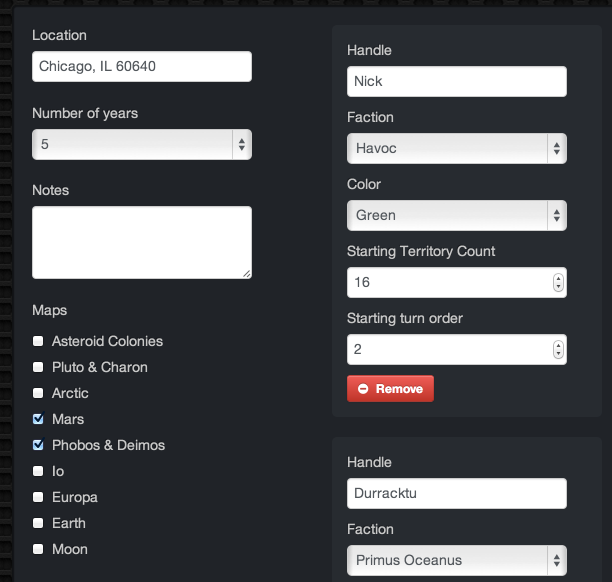 Location
Chicago, IL 60640
Number of years
5
Notes
Maps
Asteroid Colonies
Pluto & Charon
Arctic
Mars
Phobos & Deimos
Io
Europa
Earth
Moon
Handle
Nick
Faction
Havoc
Color
Green
Starting Territory Count
16
Starting turn order
2
Remove
Handle
Durracktu
Faction
Primus Oceanus